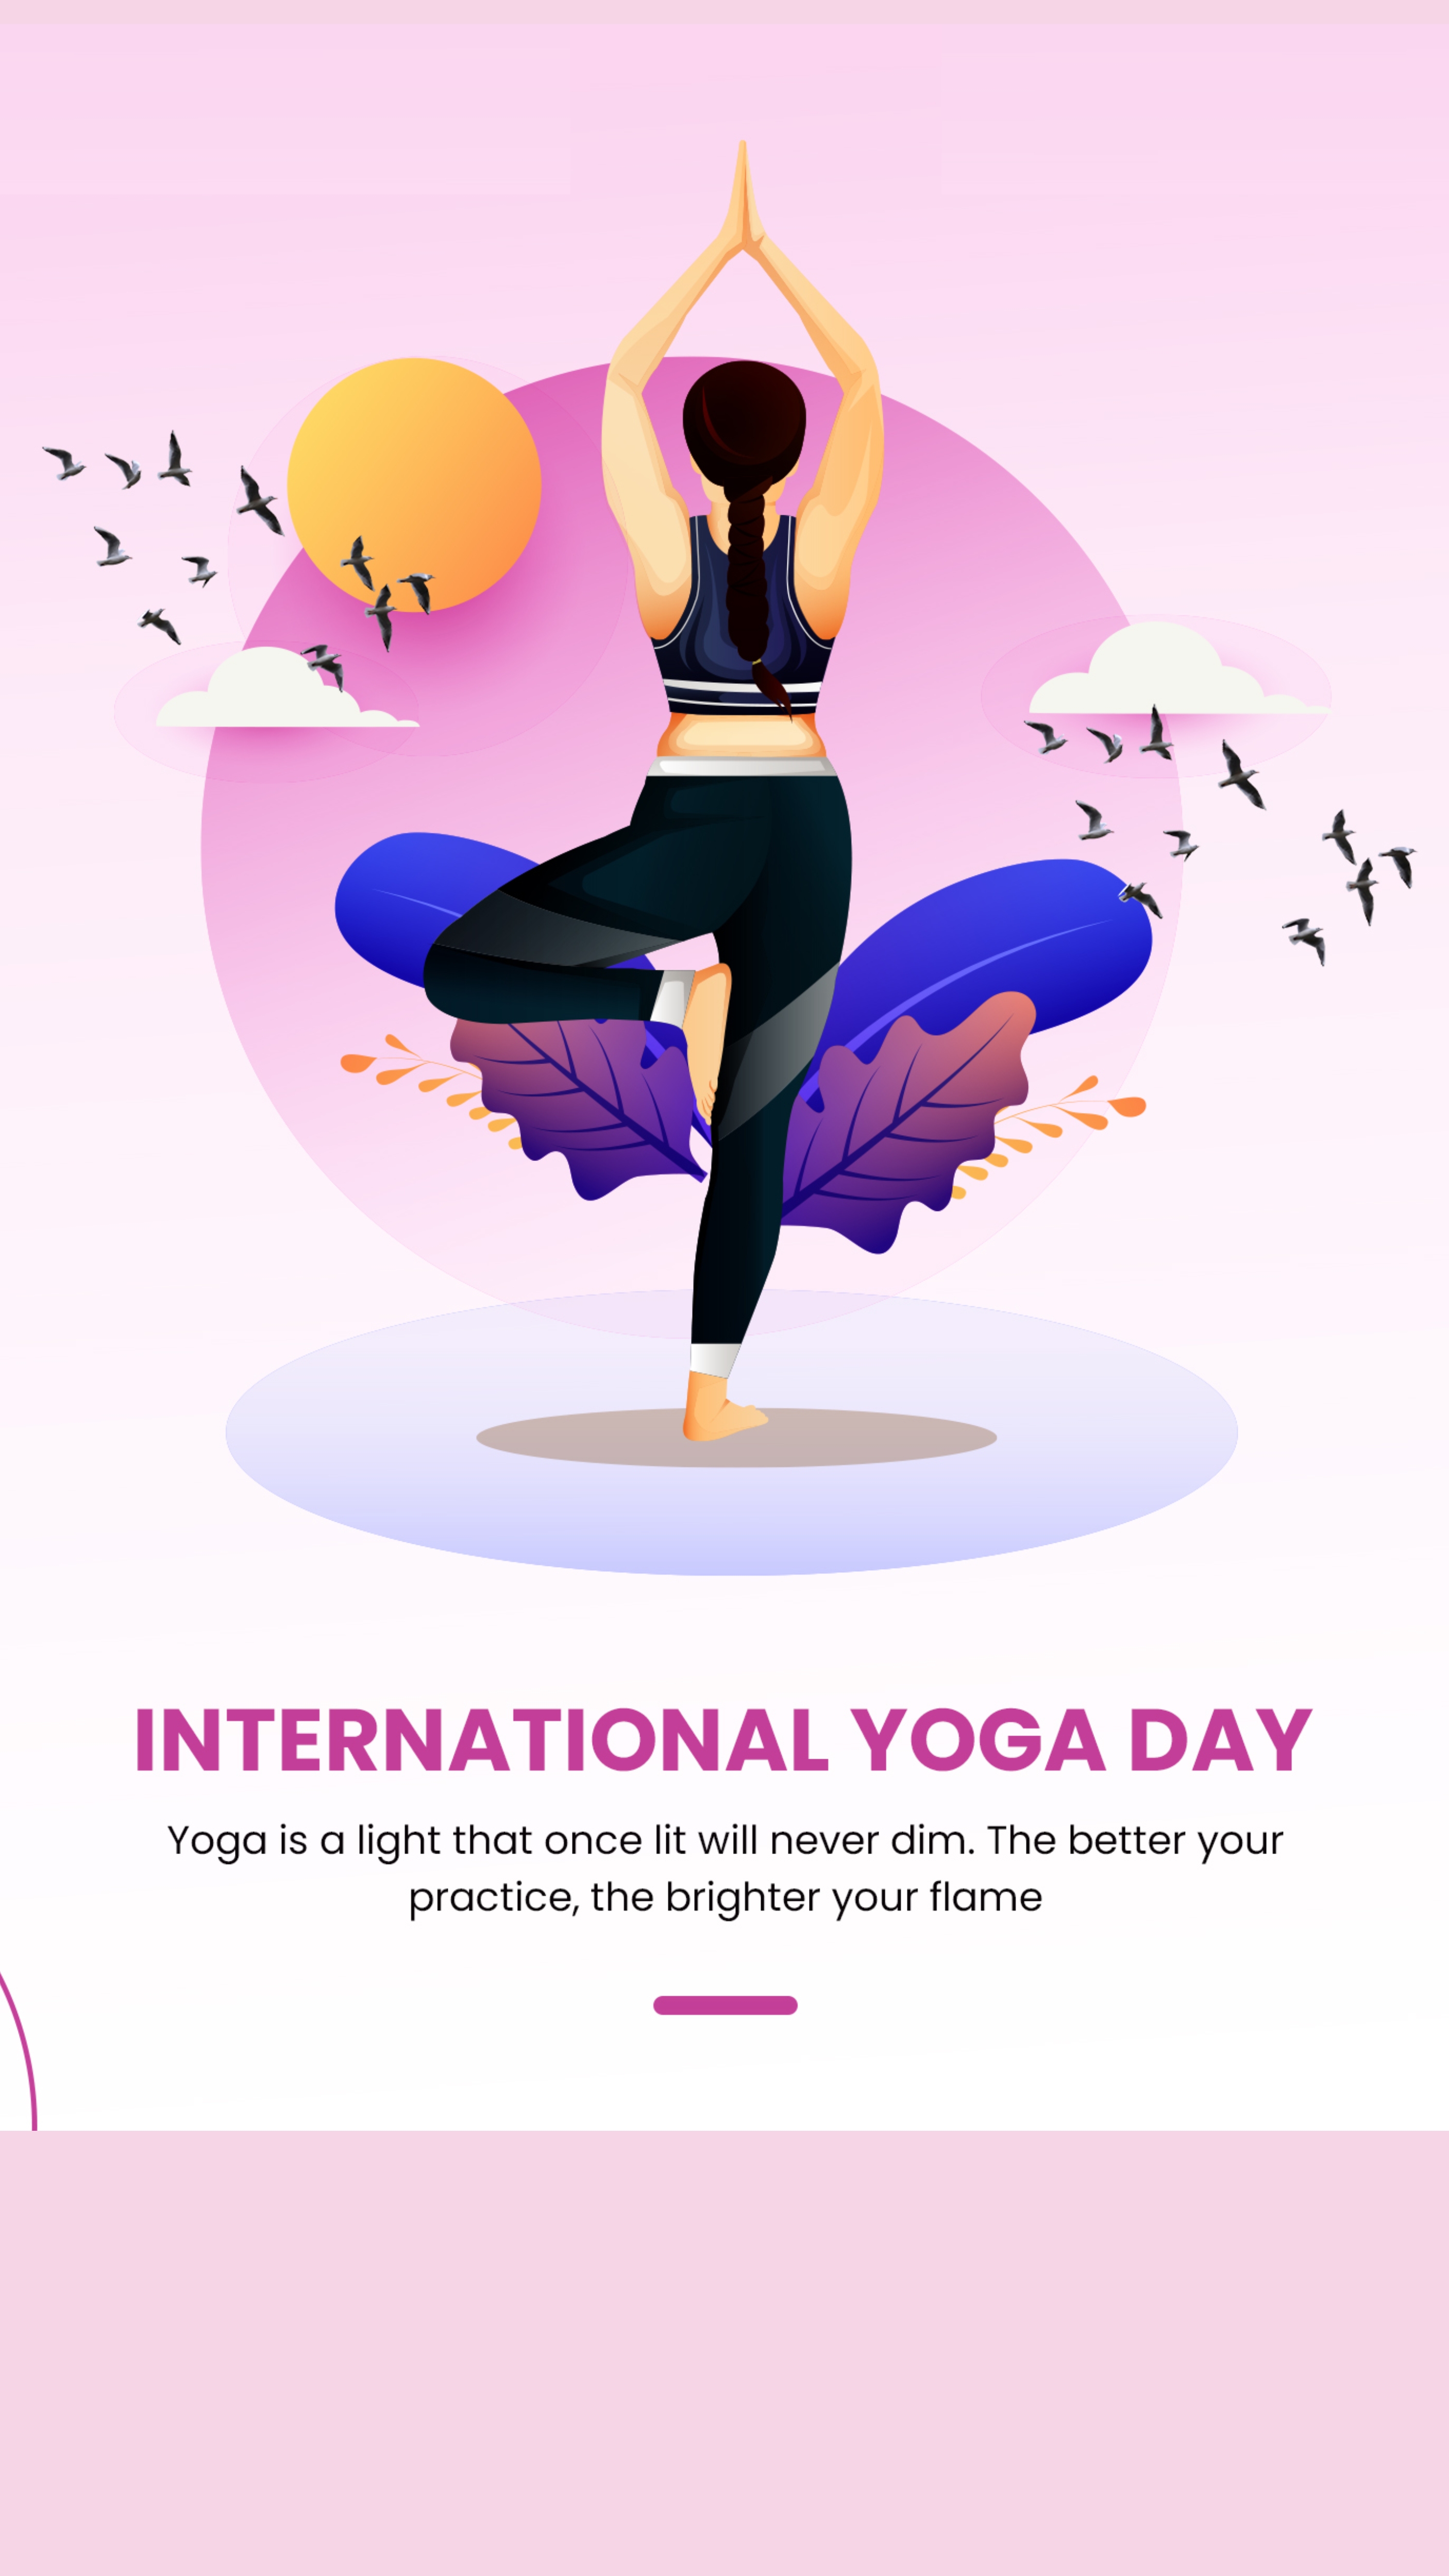 INTERNATIONAL YOGA DAY
Yoga is a light that once lit will never dim. The better your
practice, the brighter your flame